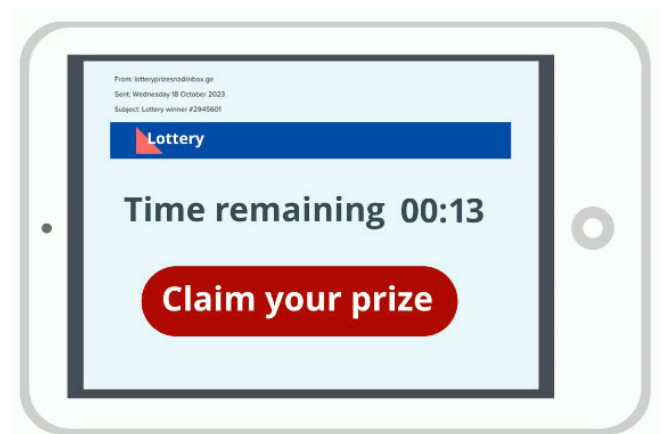 From: lotteryprizesnz@inbox.ge
Sent: Wednesday 18 October 2023
Subject: Lottery winner #2945601
Lottery
Time remaining 00:13
Claim your prize